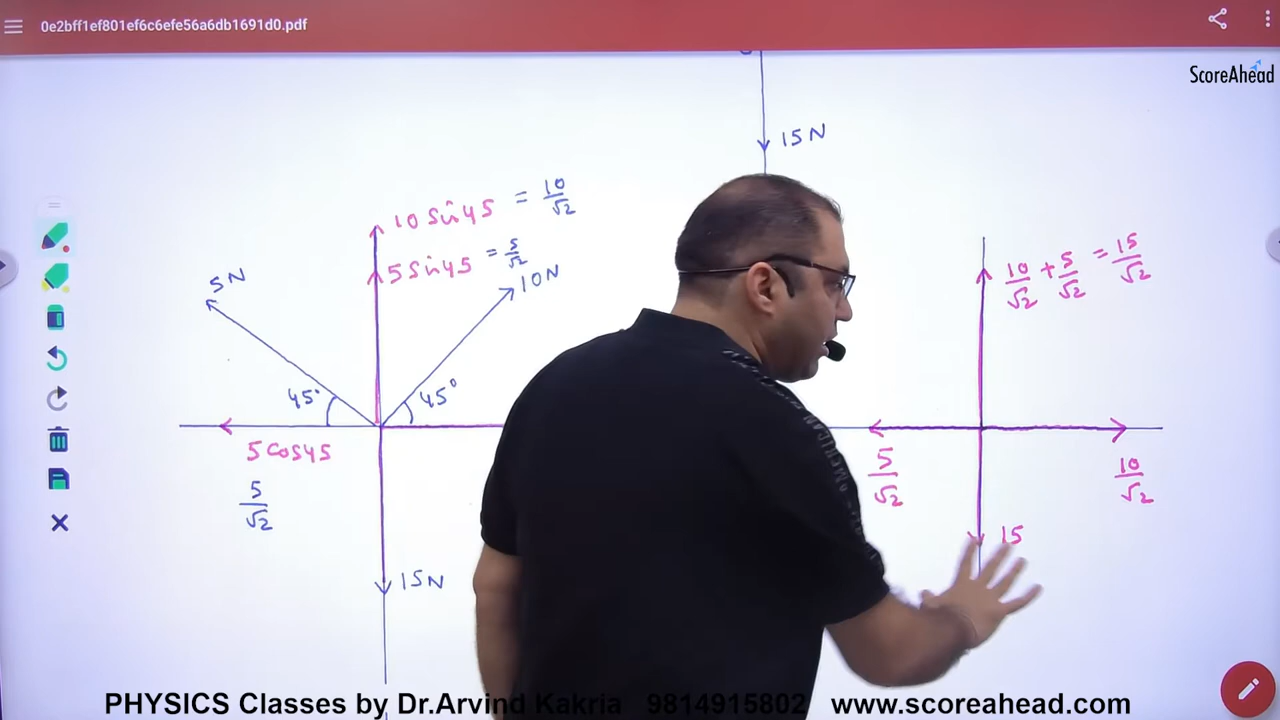 0e2bff1ef801ef6c6efe56a6db1691d0.pdf
ScoreAhead
15N
10 Sin45 = 10/√2
5 Sin45 = 5/√2
5N
10N
45°
45°
5 cos45
5/√2
15N
10/√2 + 5/√2 = 15/√2
5/√2
10/√2
15
PHYSICS Classes by Dr.Arvind Kakria 9814915802 www.scoreahead.com